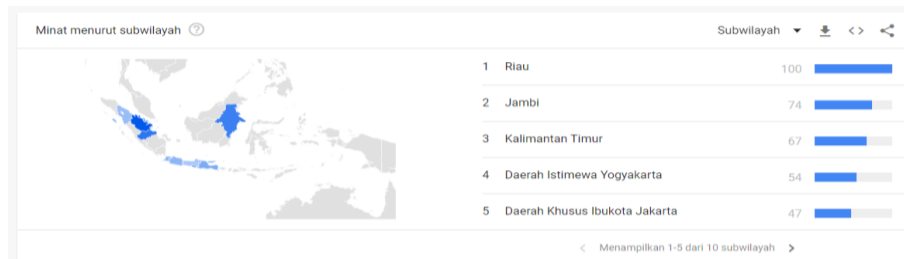 Minat menurut subwilayah
Subwilayah
1 Riau 100
2 Jambi 74
3 Kalimantan Timur 67
4 Daerah Istimewa Yogyakarta 54
5 Daerah Khusus Ibukota Jakarta 47
Menampilkan 1-5 dari 10 subwilayah